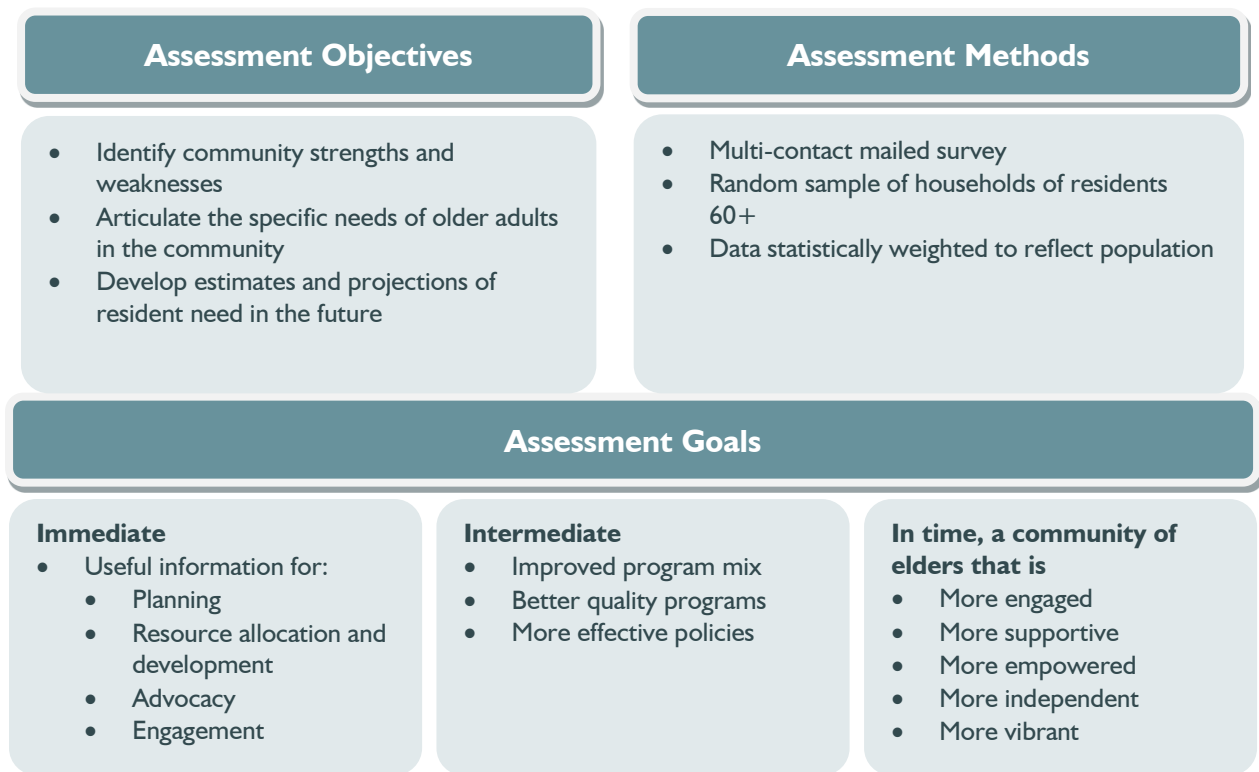 Assessment Objectives
• Identify community strengths and
weaknesses
• Articulate the specific needs of older adults
in the community
• Develop estimates and projections of
resident need in the future
Assessment Methods
• Multi-contact mailed survey
• Random sample of households of residents
60+
• Data statistically weighted to reflect population
Assessment Goals
Immediate
• Useful information for:
• Planning
• Resource allocation and
development
• Advocacy
• Engagement
Intermediate
• Improved program mix
• Better quality programs
• More effective policies
In time, a community of
elders that is
• More engaged
• More supportive
• More empowered
• More independent
• More vibrant